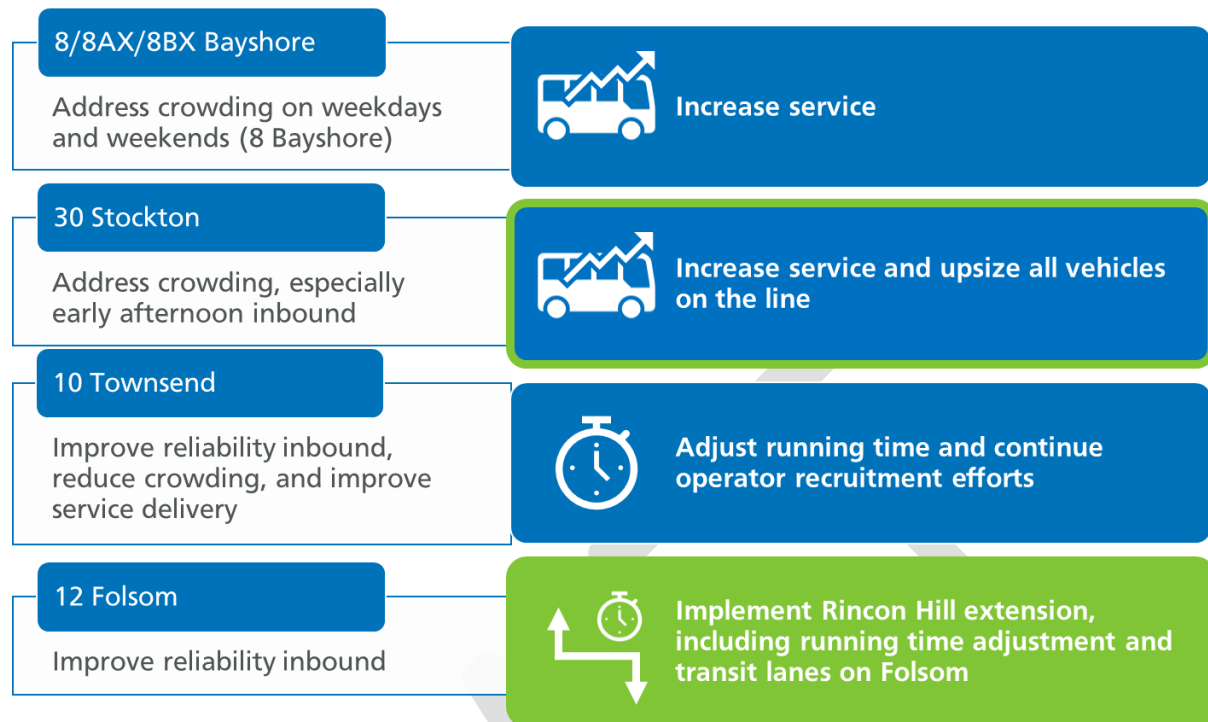 8/8AX/8BX Bayshore
Address crowding on weekdays
and weekends (8 Bayshore)
Increase service
30 Stockton
Address crowding, especially
early afternoon inbound
Increase service and upsize all vehicles
on the line
10 Townsend
Improve reliability inbound,
reduce crowding, and improve
service delivery
Adjust running time and continue
operator recruitment efforts
12 Folsom
Improve reliability inbound
Implement Rincon Hill extension,
including running time adjustment and
transit lanes on Folsom